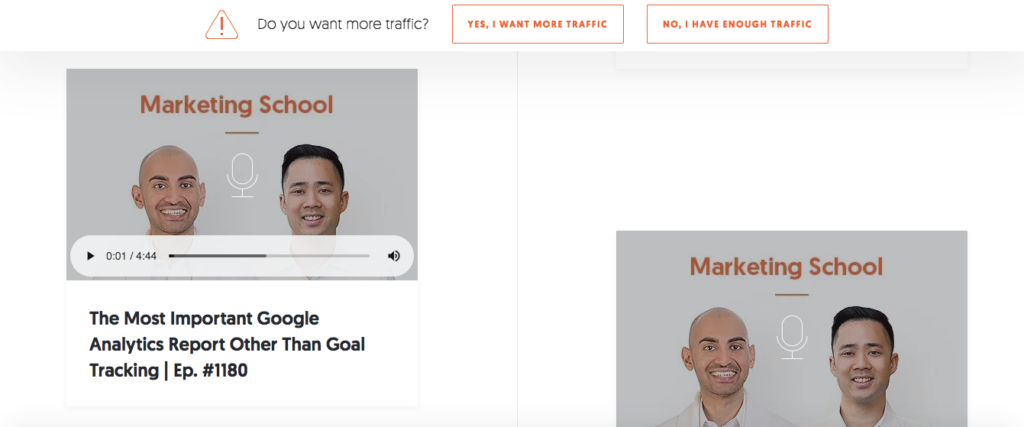 Do you want more traffic?
YES, I WANT MORE TRAFFIC
NO, I HAVE ENOUGH TRAFFIC
Marketing School
0:01 / 4:44
The Most Important Google
Analytics Report Other Than Goal
Tracking | Ep. #1180
Marketing School